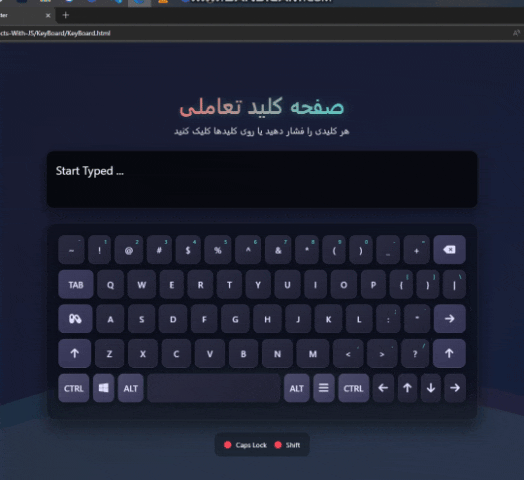 ter
cts-With-JS/KeyBoard/KeyBoard.html
صفحه کلید تعاملی
هر کلیدی را فشار دهید یا روی کلیدها کلیک کنید
Start Typed ...
~ ` ! 1 @ 2 # 3 $ 4 % 5 ^ 6 & 7 * 8 ( 9 ) 0 _ - + =
TAB Q W E R T Y U I O P { [ } ] | \
A S D F G H J K L : ; " '
Z X C V B N M < , > . ? /
CTRL ALT ALT CTRL
Caps Lock Shift